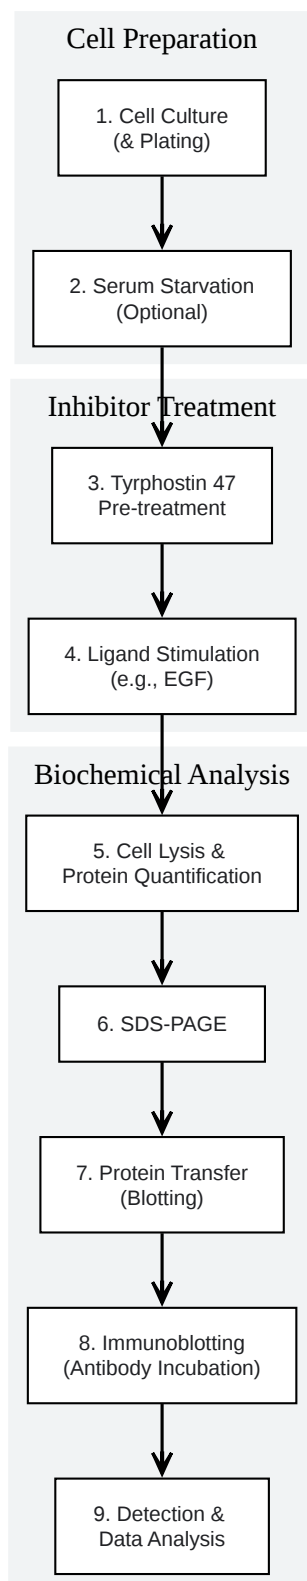 Cell Preparation
1. Cell Culture
(& Plating)
2. Serum Starvation
(Optional)
Inhibitor Treatment
3. Tyrphostin 47
Pre-treatment
4. Ligand Stimulation
(e.g., EGF)
Biochemical Analysis
5. Cell Lysis &
Protein Quantification
6. SDS-PAGE
7. Protein Transfer
(Blotting)
8. Immunoblotting
(Antibody Incubation)
9. Detection &
Data Analysis